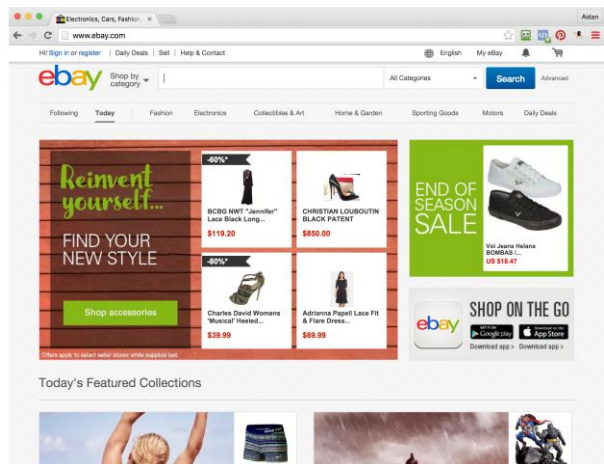 Electronics, Cars, Fashion,
Aidan
www.ebay.com
Hi! Sign in or register | Daily Deals | Sell | Help & Contact
English My eBay
ebay
Shop by
category
All Categories
Search
Advanced
Following Today Fashion Electronics Collectibles & Art Home & Garden Sporting Goods Motors Daily Deals
Reinvent
yourself...
FIND YOUR
NEW STYLE
Shop accessories
Offers apply to select seller stores while supplies last.
-60%*
BCBG NWT "Jennifer"
Lace Black Long...
$119.20
CHRISTIAN LOUBOUTIN
BLACK PATENT
$850.00
-80%*
Charles David Womens
'Musical' Heeled...
$39.99
Adrianna Papell Lace Fit
& Flare Dress...
$89.99
END OF
SEASON
SALE
Voi Jeans Helana
BOMBAS /...
US $18.47
ebay
SHOP ON THE GO
GET IT ON
Google play
Download on the
App Store
Download app > Download app >
Today's Featured Collections